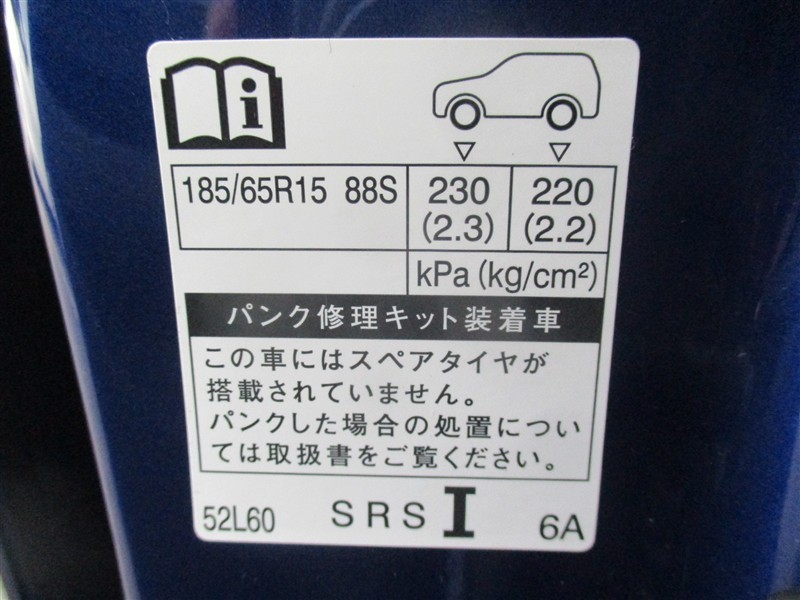 i
185/65R15 88S 230 220
(2.3) (2.2)
kPa (kg/cm²)
パンク修理キット装着車
この車にはスペアタイヤが
搭載されていません。
パンクした場合の処置につい
ては取扱書をご覧ください。
52L60 SRS I 6A